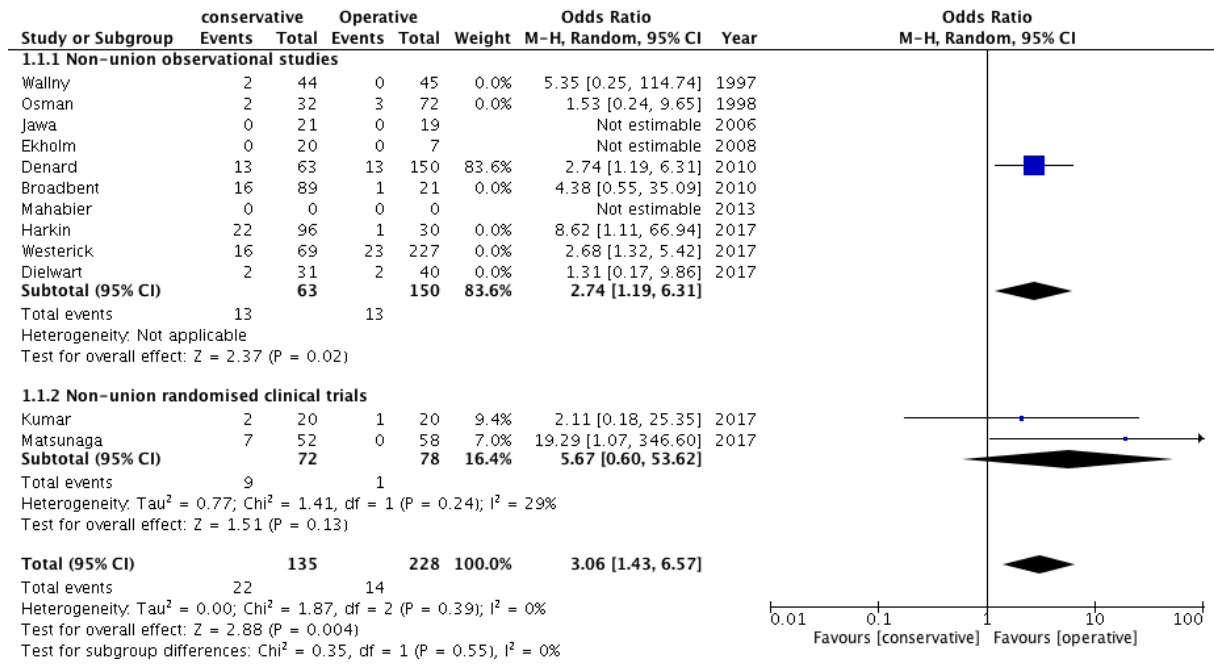 conservative Operative Odds Ratio Odds Ratio
Study or Subgroup Events Total Events Total Weight M-H, Random, 95% CI Year M-H, Random, 95% CI
1.1.1 Non-union observational studies
Wallny 2 44 0 45 0.0% 5.35 [0.25, 114.74] 1997
Osman 2 32 3 72 0.0% 1.53 [0.24, 9.65] 1998
Jawa 0 21 0 19 Not estimable 2006
Ekholm 0 20 0 7 Not estimable 2008
Denard 13 63 13 150 83.6% 2.74 [1.19, 6.31] 2010
Broadbent 16 89 1 21 0.0% 4.38 [0.55, 35.09] 2010
Mahabier 0 0 0 0 Not estimable 2013
Harkin 22 96 1 30 0.0% 8.62 [1.11, 66.94] 2017
Westerick 16 69 23 227 0.0% 2.68 [1.32, 5.42] 2017
Dielwart 2 31 2 40 0.0% 1.31 [0.17, 9.86] 2017
Subtotal (95% CI) 63 150 83.6% 2.74 [1.19, 6.31]
Total events 13 13
Heterogeneity: Not applicable
Test for overall effect: Z = 2.37 (P = 0.02)
1.1.2 Non-union randomised clinical trials
Kumar 2 20 1 20 9.4% 2.11 [0.18, 25.35] 2017
Matsunaga 7 52 0 58 7.0% 19.29 [1.07, 346.60] 2017
Subtotal (95% CI) 72 78 16.4% 5.67 [0.60, 53.62]
Total events 9 1
Heterogeneity: Tau² = 0.77; Chi² = 1.41, df = 1 (P = 0.24); I² = 29%
Test for overall effect: Z = 1.51 (P = 0.13)
Total (95% CI) 135 228 100.0% 3.06 [1.43, 6.57]
Total events 22 14
Heterogeneity: Tau² = 0.00; Chi² = 1.87, df = 2 (P = 0.39); I² = 0%
Test for overall effect: Z = 2.88 (P = 0.004)
Test for subgroup differences: Chi² = 0.35, df = 1 (P = 0.55), I² = 0%
0.01 0.1 1 10 100
Favours [conservative] Favours [operative]